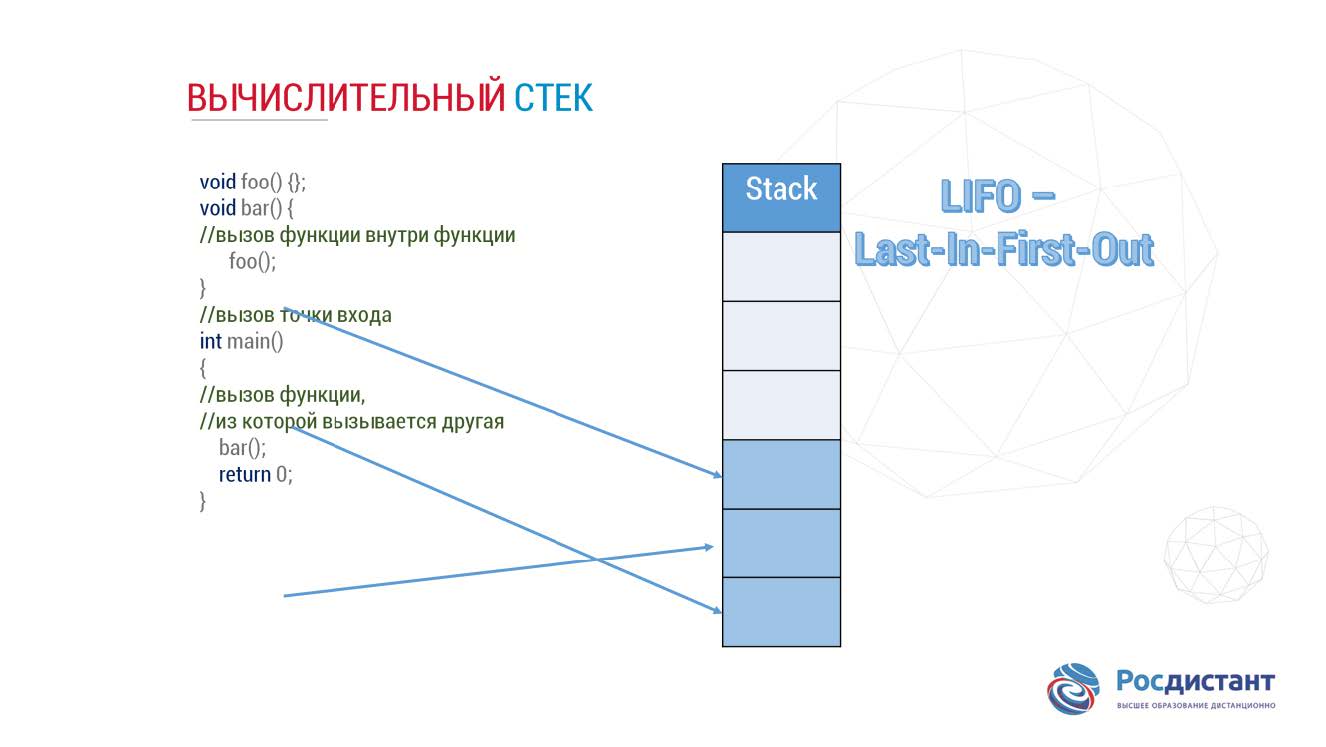 ВЫЧИСЛИТЕЛЬНЫЙ СТЕК
void foo() {};
void bar() {
//вызов функции внутри функции
foo();
}
//вызов точки входа
int main()
{
//вызов функции,
//из которой вызывается другая
bar();
return 0;
}
Stack
LIFO –
Last-In-First-Out
Росдистант
ВЫСШЕЕ ОБРАЗОВАНИЕ ДИСТАНЦИОННО